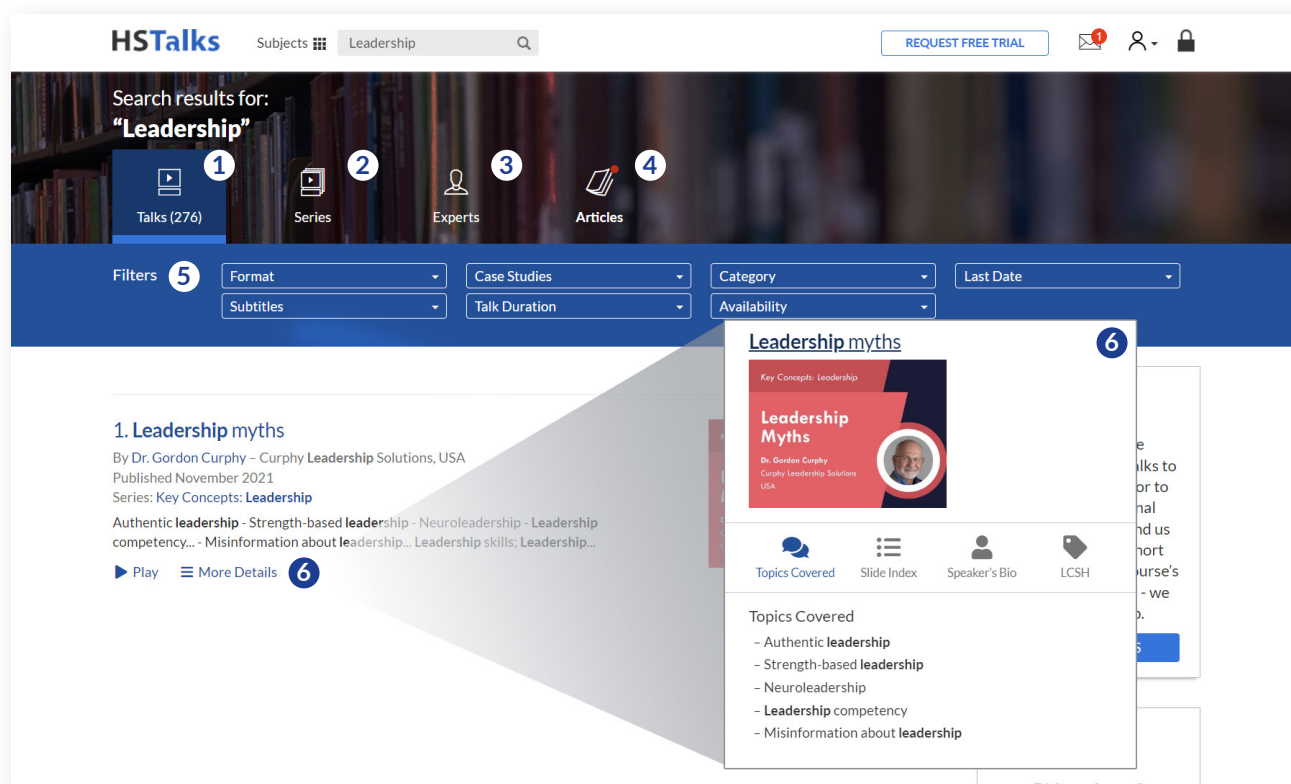 HSTalks
Subjects
Leadership
REQUEST FREE TRIAL
1
Search results for:
“Leadership”
1
2
3
4
Talks (276)
Series
Experts
Articles
Filters
5
Format
Case Studies
Category
Last Date
Subtitles
Talk Duration
Availability
1. Leadership myths
By Dr. Gordon Curphy – Curphy Leadership Solutions, USA
Published November 2021
Series: Key Concepts: Leadership
Authentic leadership - Strength-based leadership - Neuroleadership - Leadership
competency... - Misinformation about leadership... Leadership skills; Leadership...
Play
More Details
6
Leadership myths
6
Key Concepts: Leadership
Leadership
Myths
Dr. Gordon Curphy
Curphy Leadership Solutions
USA
Topics Covered
Slide Index
Speaker's Bio
LCSH
Topics Covered
– Authentic leadership
– Strength-based leadership
– Neuroleadership
– Leadership competency
– Misinformation about leadership
or to
- we